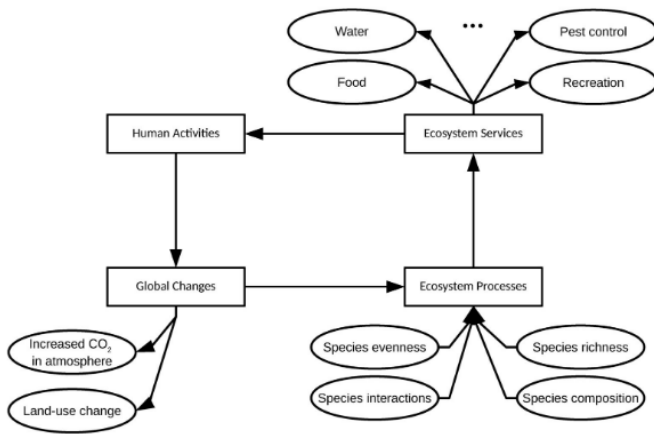 Water
...
Pest control
Food
Recreation
Human Activities
Ecosystem Services
Global Changes
Ecosystem Processes
Increased CO₂
in atmosphere
Species evenness
Species richness
Land-use change
Species interactions
Species composition